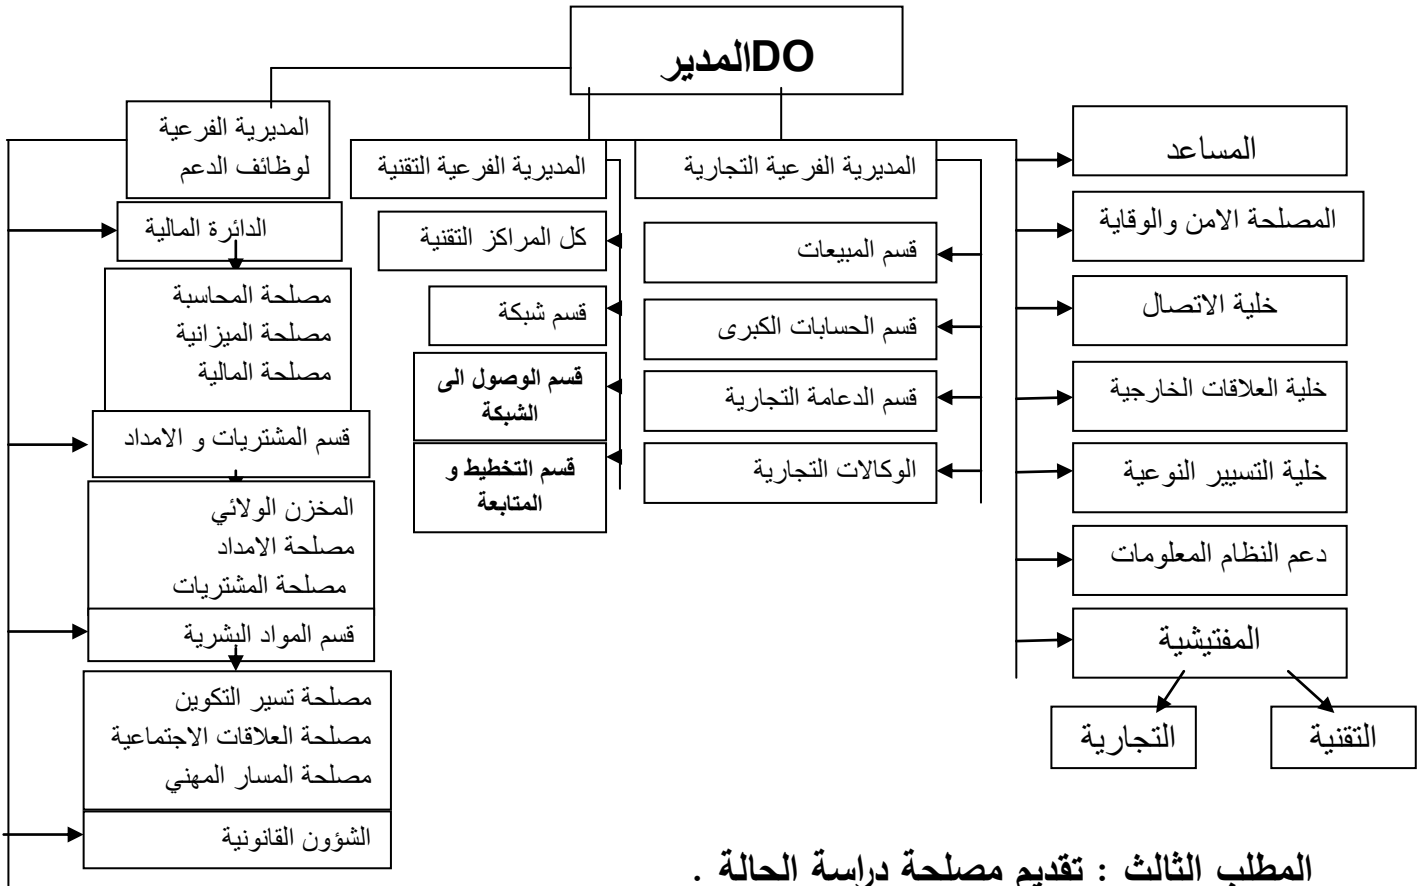 المديرDO
المساعد
المصلحة الامن والوقاية
خلية الاتصال
خلية العلاقات الخارجية
خلية التسيير النوعية
دعم النظام المعلومات
المفتيشية
التقنية
التجارية
المديرية الفرعية التجارية
قسم المبيعات
قسم الحسابات الكبرى
قسم الدعامة التجارية
الوكالات التجارية
المديرية الفرعية التقنية
كل المراكز التقنية
قسم شبكة
قسم الوصول الى
الشبكة
قسم التخطيط و
المتابعة
المديرية الفرعية
لوظائف الدعم
الدائرة المالية
مصلحة المحاسبة
مصلحة الميزانية
مصلحة المالية
قسم المشتريات و الامداد
المخزن الولائي
مصلحة الامداد
مصلحة المشتريات
قسم المواد البشرية
مصلحة تسير التكوين
مصلحة العلاقات الاجتماعية
مصلحة المسار المهني
الشؤون القانونية
المطلب الثالث : تقديم مصلحة دراسة الحالة .